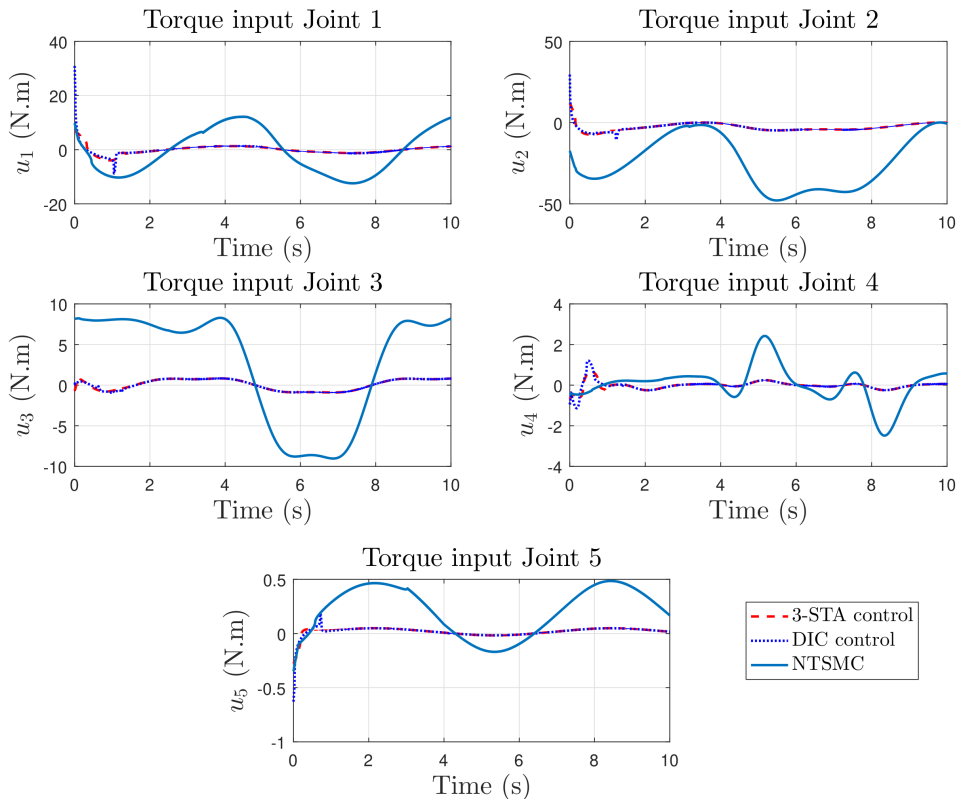 Torque input Joint 1
40
20
0
-20
u1 (N.m)
0 2 4 6 8 10
Time (s)
Torque input Joint 2
50
0
-50
u2 (N.m)
0 2 4 6 8 10
Time (s)
Torque input Joint 3
10
5
0
-5
-10
u3 (N.m)
0 2 4 6 8 10
Time (s)
Torque input Joint 4
4
2
0
-2
-4
u4 (N.m)
0 2 4 6 8 10
Time (s)
Torque input Joint 5
0.5
0
-0.5
-1
u5 (N.m)
0 2 4 6 8 10
Time (s)
3-STA control
DIC control
NTSMC